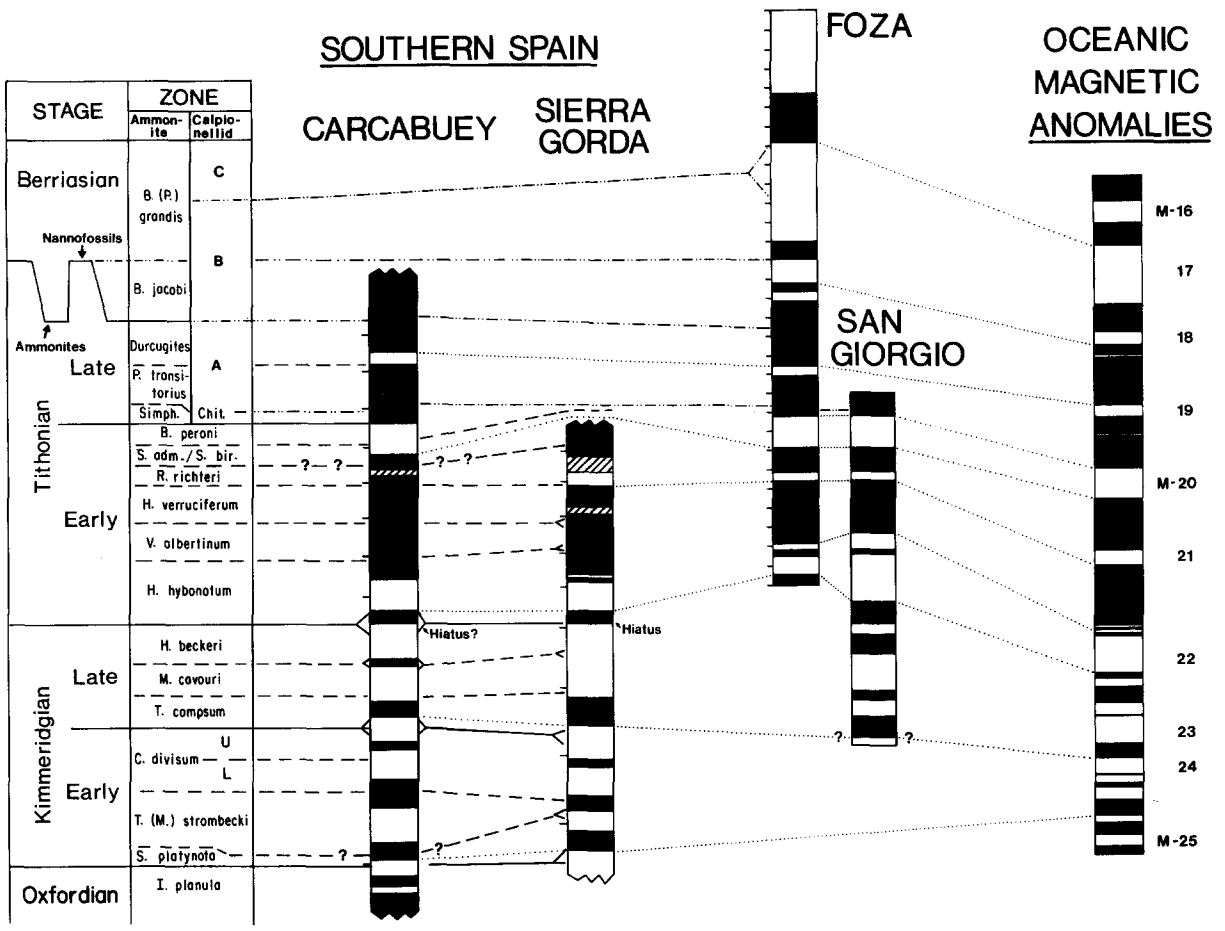 SOUTHERN SPAIN
FOZA
OCEANIC
MAGNETIC
ANOMALIES
STAGE
ZONE
Ammon-
ite
Calpio-
nellid
CARCABUEY
SIERRA
GORDA
SAN
GIORGIO
Berriasian
Nannofossils
Ammonites
Late
Tithonian
Early
Late
Kimmeridgian
Early
Oxfordian
B. (P.)
grandis
B. jacobi
Durcugites
P. transi-
torius
Simph.
B. peroni
S. adm./S. bir.
R. richteri
H. verruciferum
V. albertinum
H. hybonotum
H. beckeri
M. cavouri
T. compsum
C. divisum
U
L
T. (M.) strombecki
S. platynota
I. planula
C
B
A
Chit.
? ?
? ?
Hiatus?
Hiatus
? ?
? ?
M-16
17
18
19
M-20
21
22
23
24
M-25